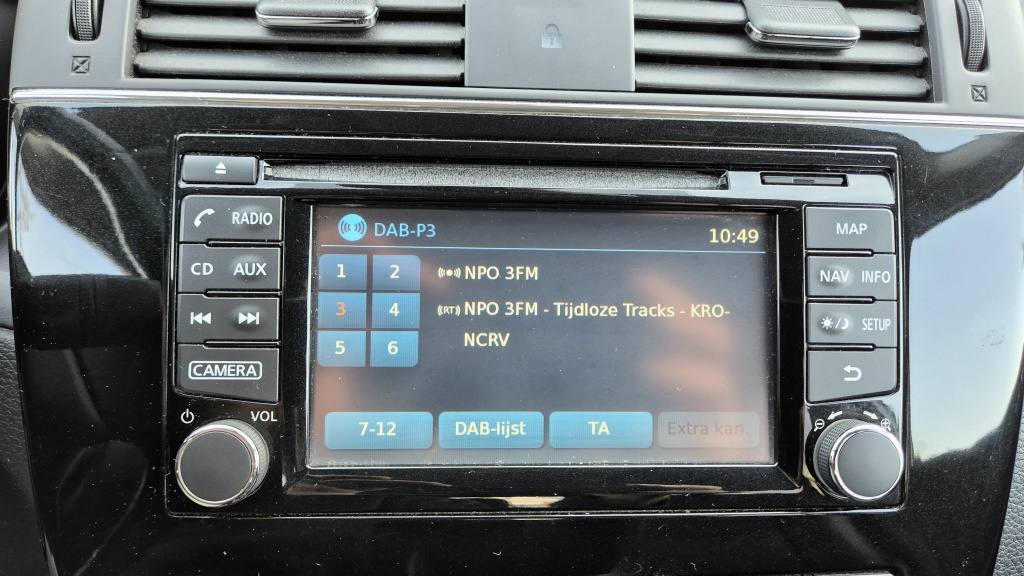 RADIO
CD AUX
CAMERA
VOL
DAB-P3
10:49
1 2
3 4
5 6
NPO 3FM
(RT) NPO 3FM - Tijdloze Tracks - KRO-
NCRV
7-12 DAB-lijst TA Extra kan.
MAP
NAV INFO
SETUP